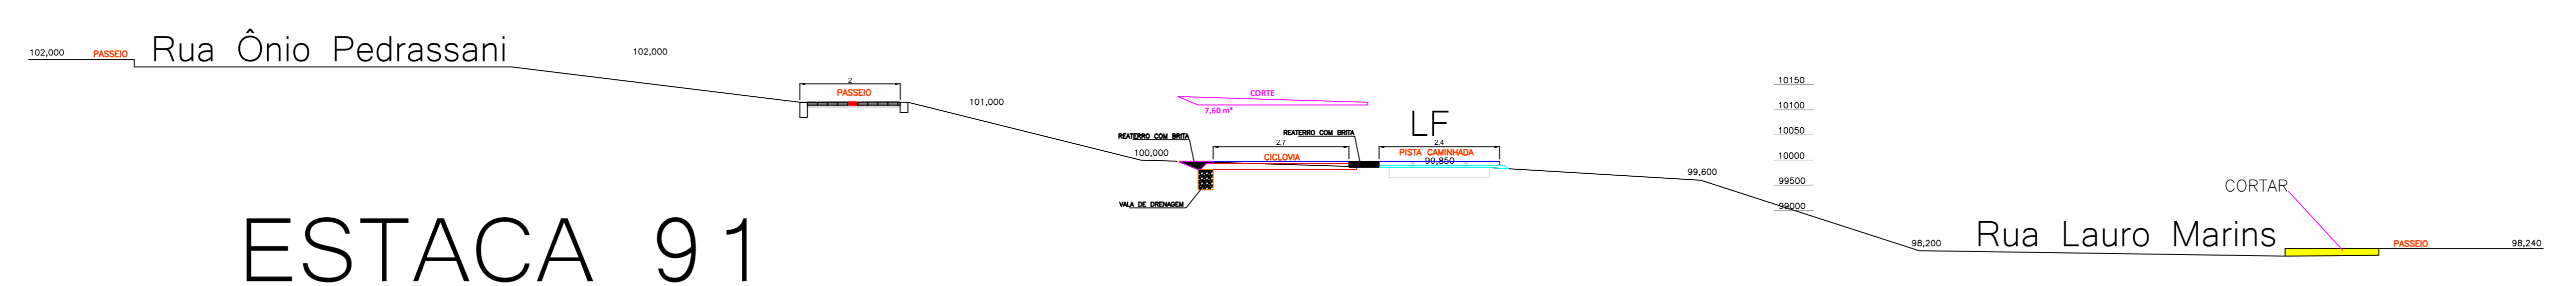 102,000
PASSEIO
Rua Ônio Pedrassani
102,000
2
PASSEIO
101,000
CORTE
7,60 m²
REATERRO COM BRITA
REATERRO COM BRITA
LF
100,000
2,7
CICLOVIA
2,4
PISTA CAMINHADA
99,850
VALA DE DRENAGEM
99,600
10150
10100
10050
10000
99500
99000
CORTAR
98,200
Rua Lauro Marins
PASSEIO
98,240
ESTACA 91